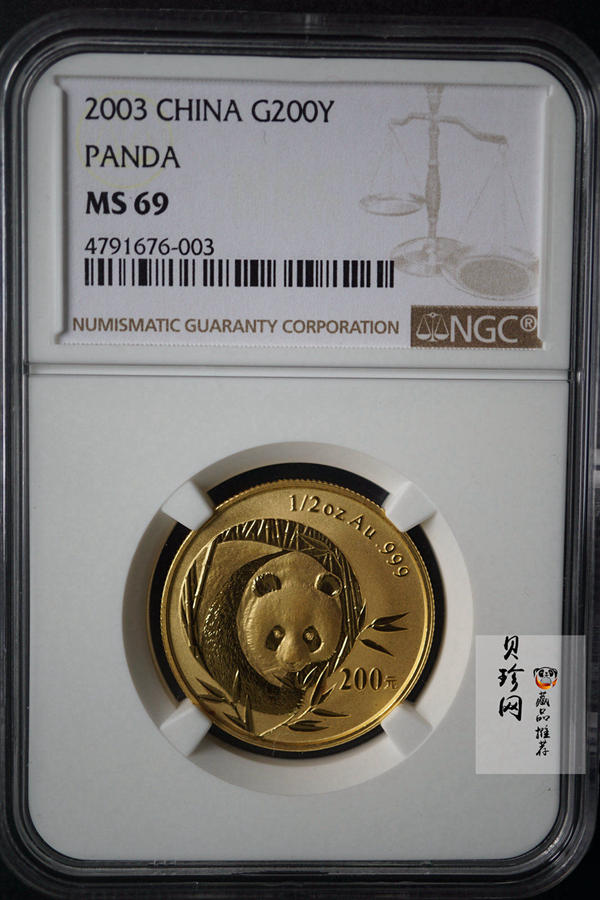 2003 CHINA G200Y
PANDA
MS 69
4791676-003
NUMISMATIC GUARANTY CORPORATION
NGC®
1/2oz Au .999
200元
贝珍网
藏品推荐